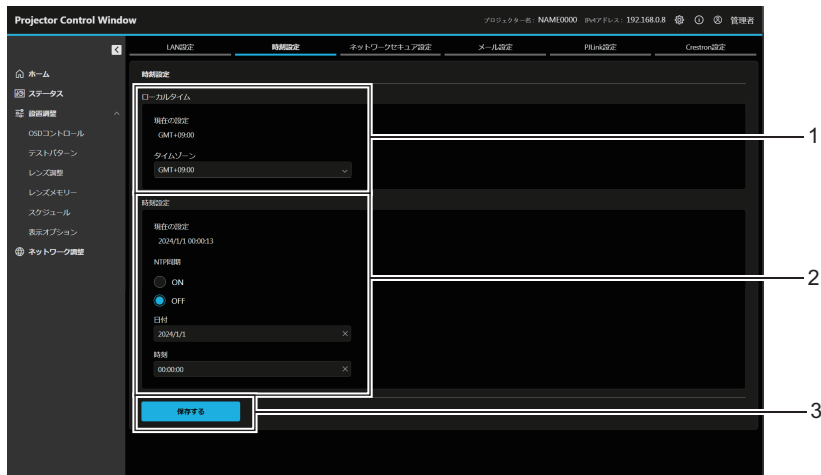 Projector Control Window
プロジェクター名: NAME0000 IPv4アドレス: 192.168.0.8 管理者
LAN設定 時刻設定 ネットワークセキュア設定 メール設定 PJLink設定 Crestron設定
ホーム
ステータス
設置調整
OSDコントロール
テストパターン
レンズ調整
レンズメモリー
スケジュール
表示オプション
ネットワーク調整
時刻設定
ローカルタイム
現在の設定
GMT+09:00
タイムゾーン
GMT+09:00
1
時刻設定
現在の設定
2024/1/1 00:00:13
NTP同期
ON
OFF
日付
2024/1/1
時刻
00:00:00
2
保存する
3